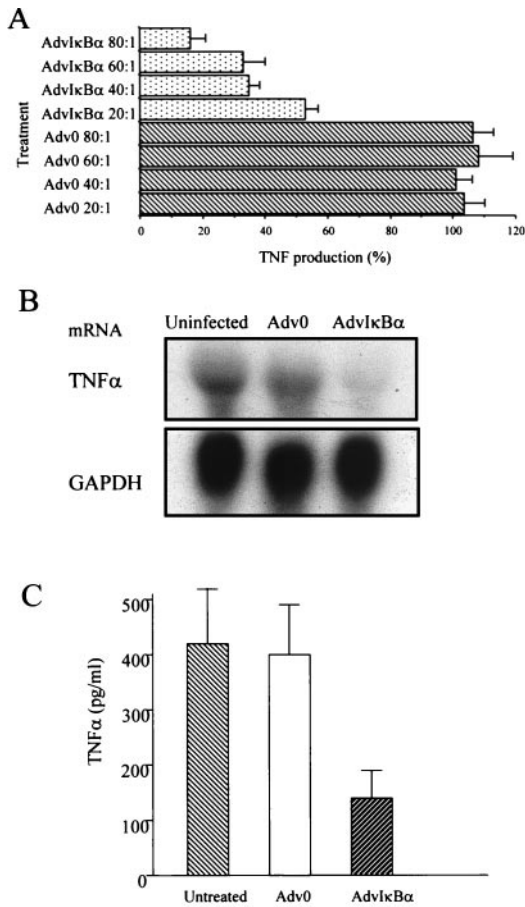 A
AdvIκBα 80:1
AdvIκBα 60:1
AdvIκBα 40:1
AdvIκBα 20:1
Adv0 80:1
Adv0 60:1
Adv0 40:1
Adv0 20:1
Treatment
0 20 40 60 80 100 120
TNF production (%)
B
mRNA Uninfected Adv0 AdvIκBα
TNFα
GAPDH
C
500
400
300
200
100
0
TNFα (pg/ml)
Untreated Adv0 AdvIκBα